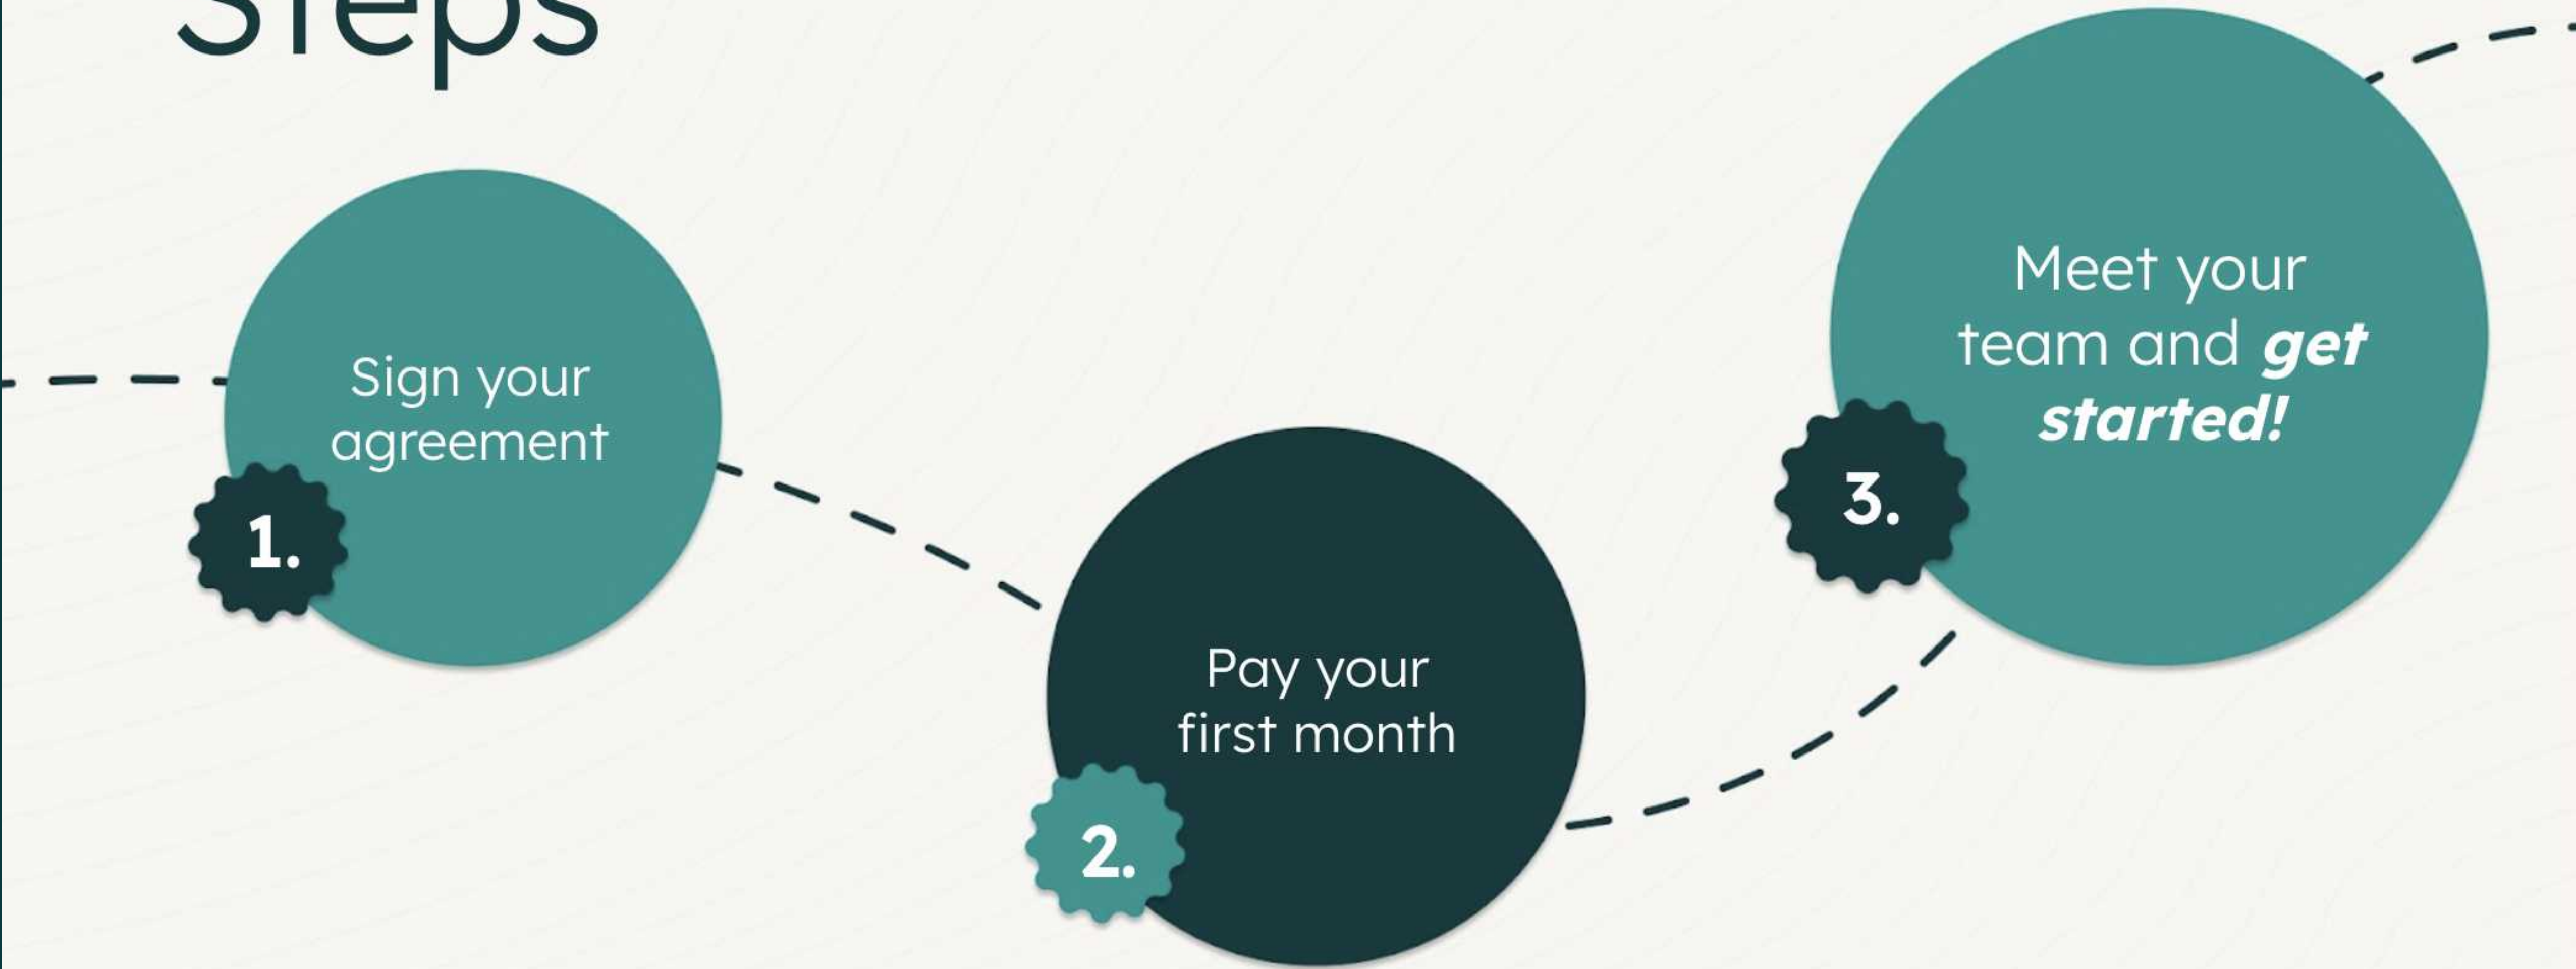 Steps
Sign your
agreement
1.
Pay your
first month
2.
Meet your
team and get
started!
3.